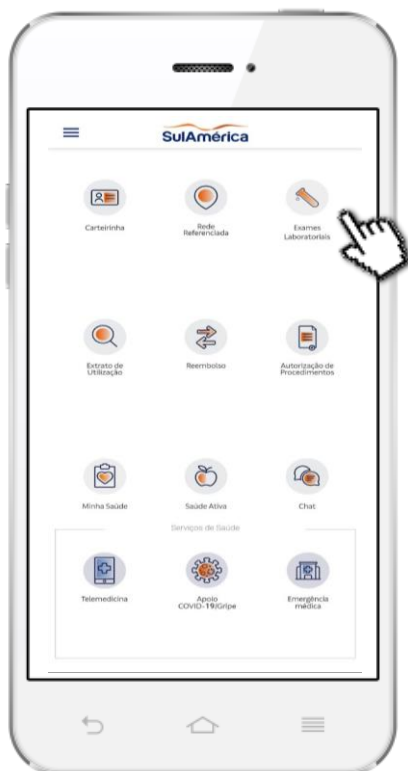 SulAmérica
Carteirinha
Rede
Referenciada
Exames
Laboratoriais
Extrato de
Utilização
Reembolso
Autorização de
Procedimentos
Minha Saúde
Saúde Ativa
Chat
Serviços de Saúde
Telemedicina
Apoio
COVID-19/Gripe
Emergência
médica